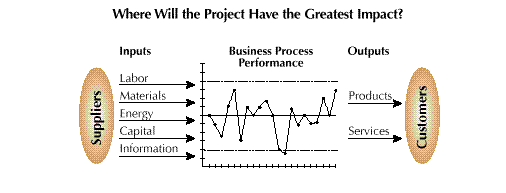 Where Will the Project Have the Greatest Impact?
Inputs
Business Process
Performance
Outputs
Suppliers
Labor
Materials
Energy
Capital
Information
Products
Services
Customers